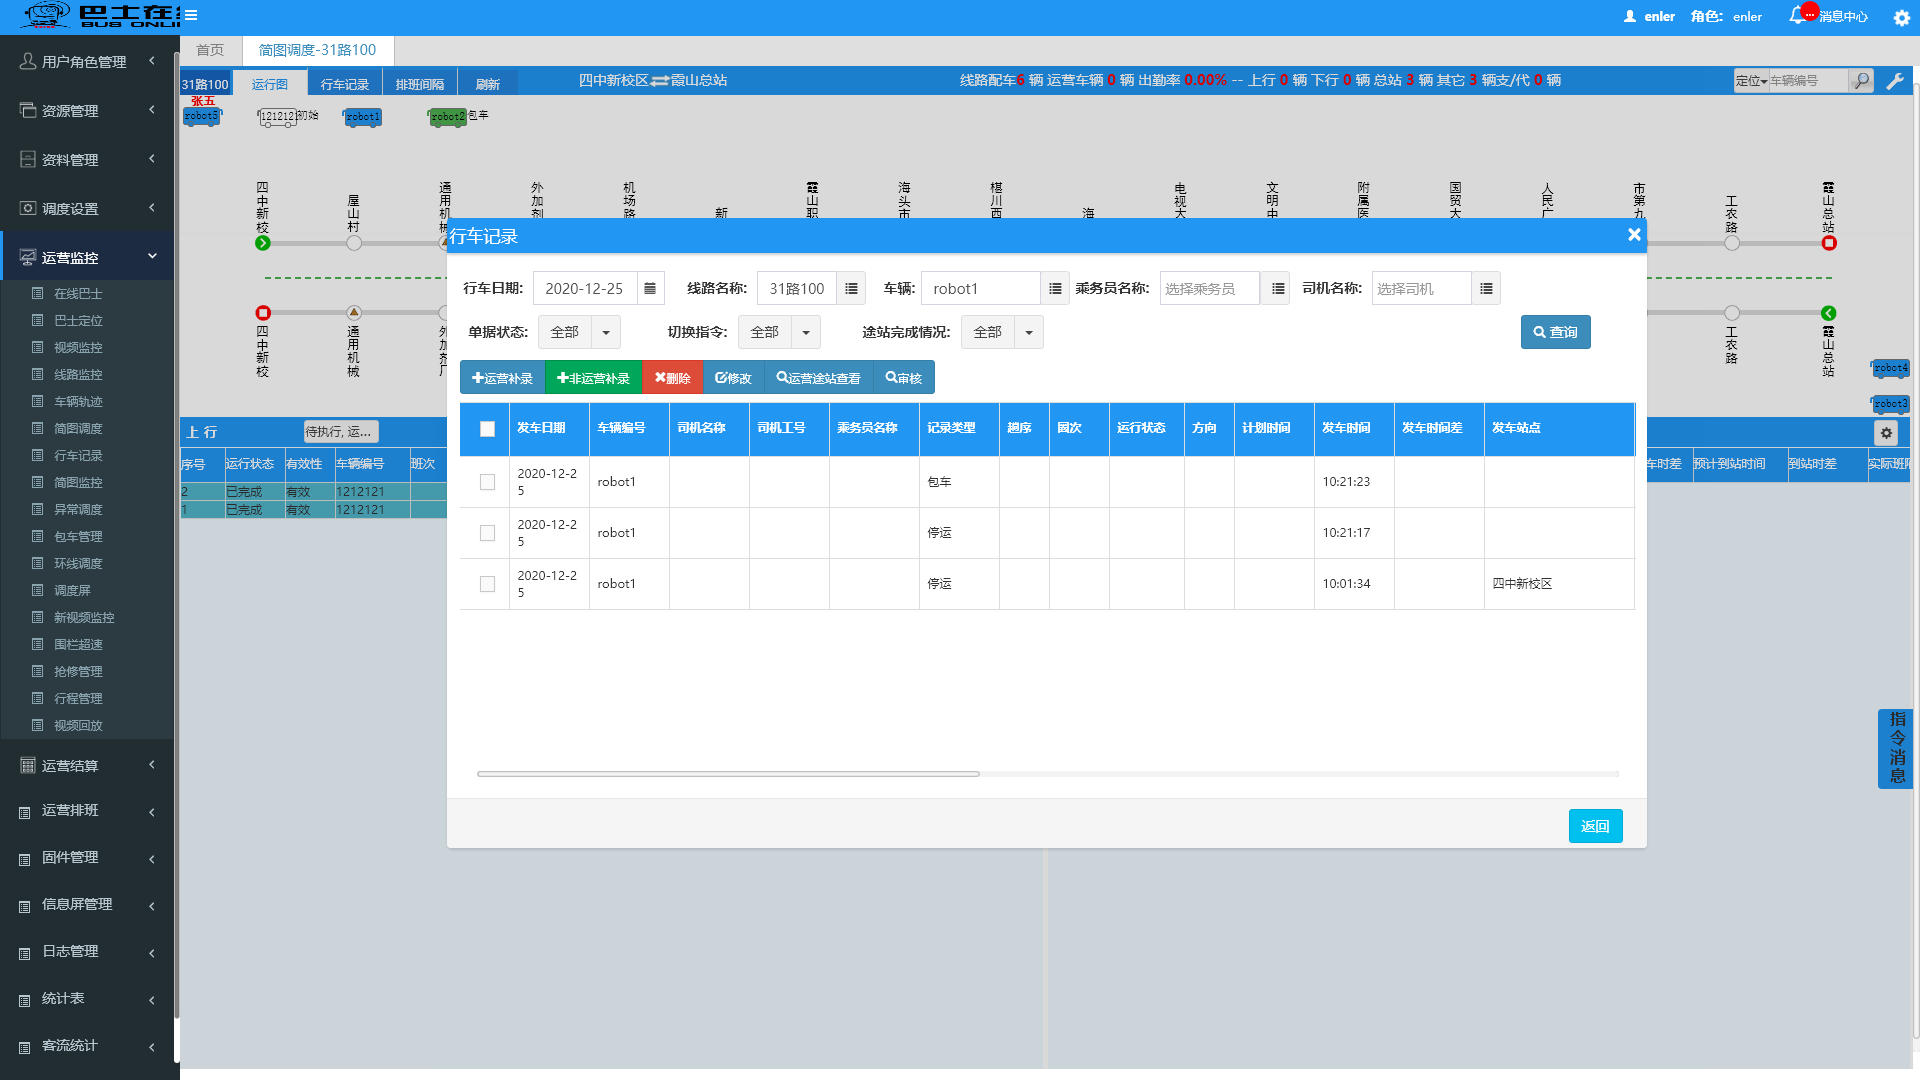 巴士在线
BUS ONLI
enler 角色: enler
... 消息中心
首页 简图调度-31路100
31路100 运行图 行车记录 排班间隔 刷新
四中新校区⇌霞山总站
线路配车6 辆 运营车辆 0 辆 出勤率 0.00% -- 上行 0 辆 下行 0 辆 总站 3 辆 其它 3 辆支/代 0 辆
定位 车辆编号
张五
robot5 1212121初始 robot1 robot2包车
用户角色管理
资源管理
资料管理
调度设置
运营监控
在线巴士
巴士定位
视频监控
线路监控
车辆轨迹
简图调度
行车记录
简图监控
异常调度
包车管理
环线调度
调度屏
新视频监控
围栏超速
抢修管理
行程管理
视频回放
运营结算
运营排班
固件管理
信息屏管理
日志管理
统计表
客流统计
四中新校
屋山村
通用机械
外加剂
机场路
新
霞山职
海头市
椹川西
海
电视大
文明中
附属医
国贸大
人民广
市第九
工农路
霞山总站
四中新校
通用机械
外加剂厂
工农路
霞山总站
robot4
robot3
上 行 待执行, 运...
序号 运行状态 有效性 车辆编号 班次
2 已完成 有效 1212121
1 已完成 有效 1212121
车时差 预计到站时间 到站时差 实际班
指令消息
行车记录
行车日期: 2020-12-25 线路名称: 31路100 车辆: robot1 乘务员名称: 选择乘务员 司机名称: 选择司机
单据状态: 全部 切换指令: 全部 途站完成情况: 全部 查询
运营补录 非运营补录 删除 修改 运营途站查看 审核
发车日期 车辆编号 司机名称 司机工号 乘务员名称 记录类型 趟序 圈次 运行状态 方向 计划时间 发车时间 发车时间差 发车站点
2020-12-25 robot1 包车 10:21:23
2020-12-25 robot1 停运 10:21:17
2020-12-25 robot1 停运 10:01:34 四中新校区
返回